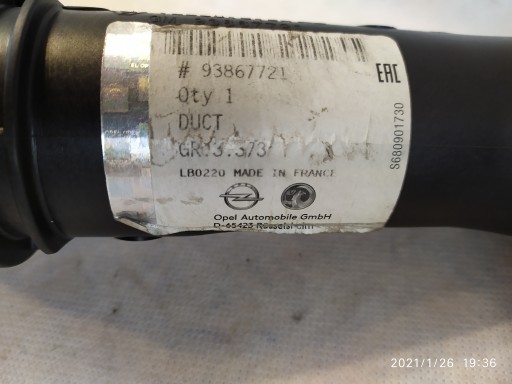 # 93867721
Qty 1
DUCT
GR.3.373
LB0220 MADE IN FRANCE
Opel Automobile GmbH
D-65423 Rüsselsheim
EAC
S680901730
2021/1/26 19:36